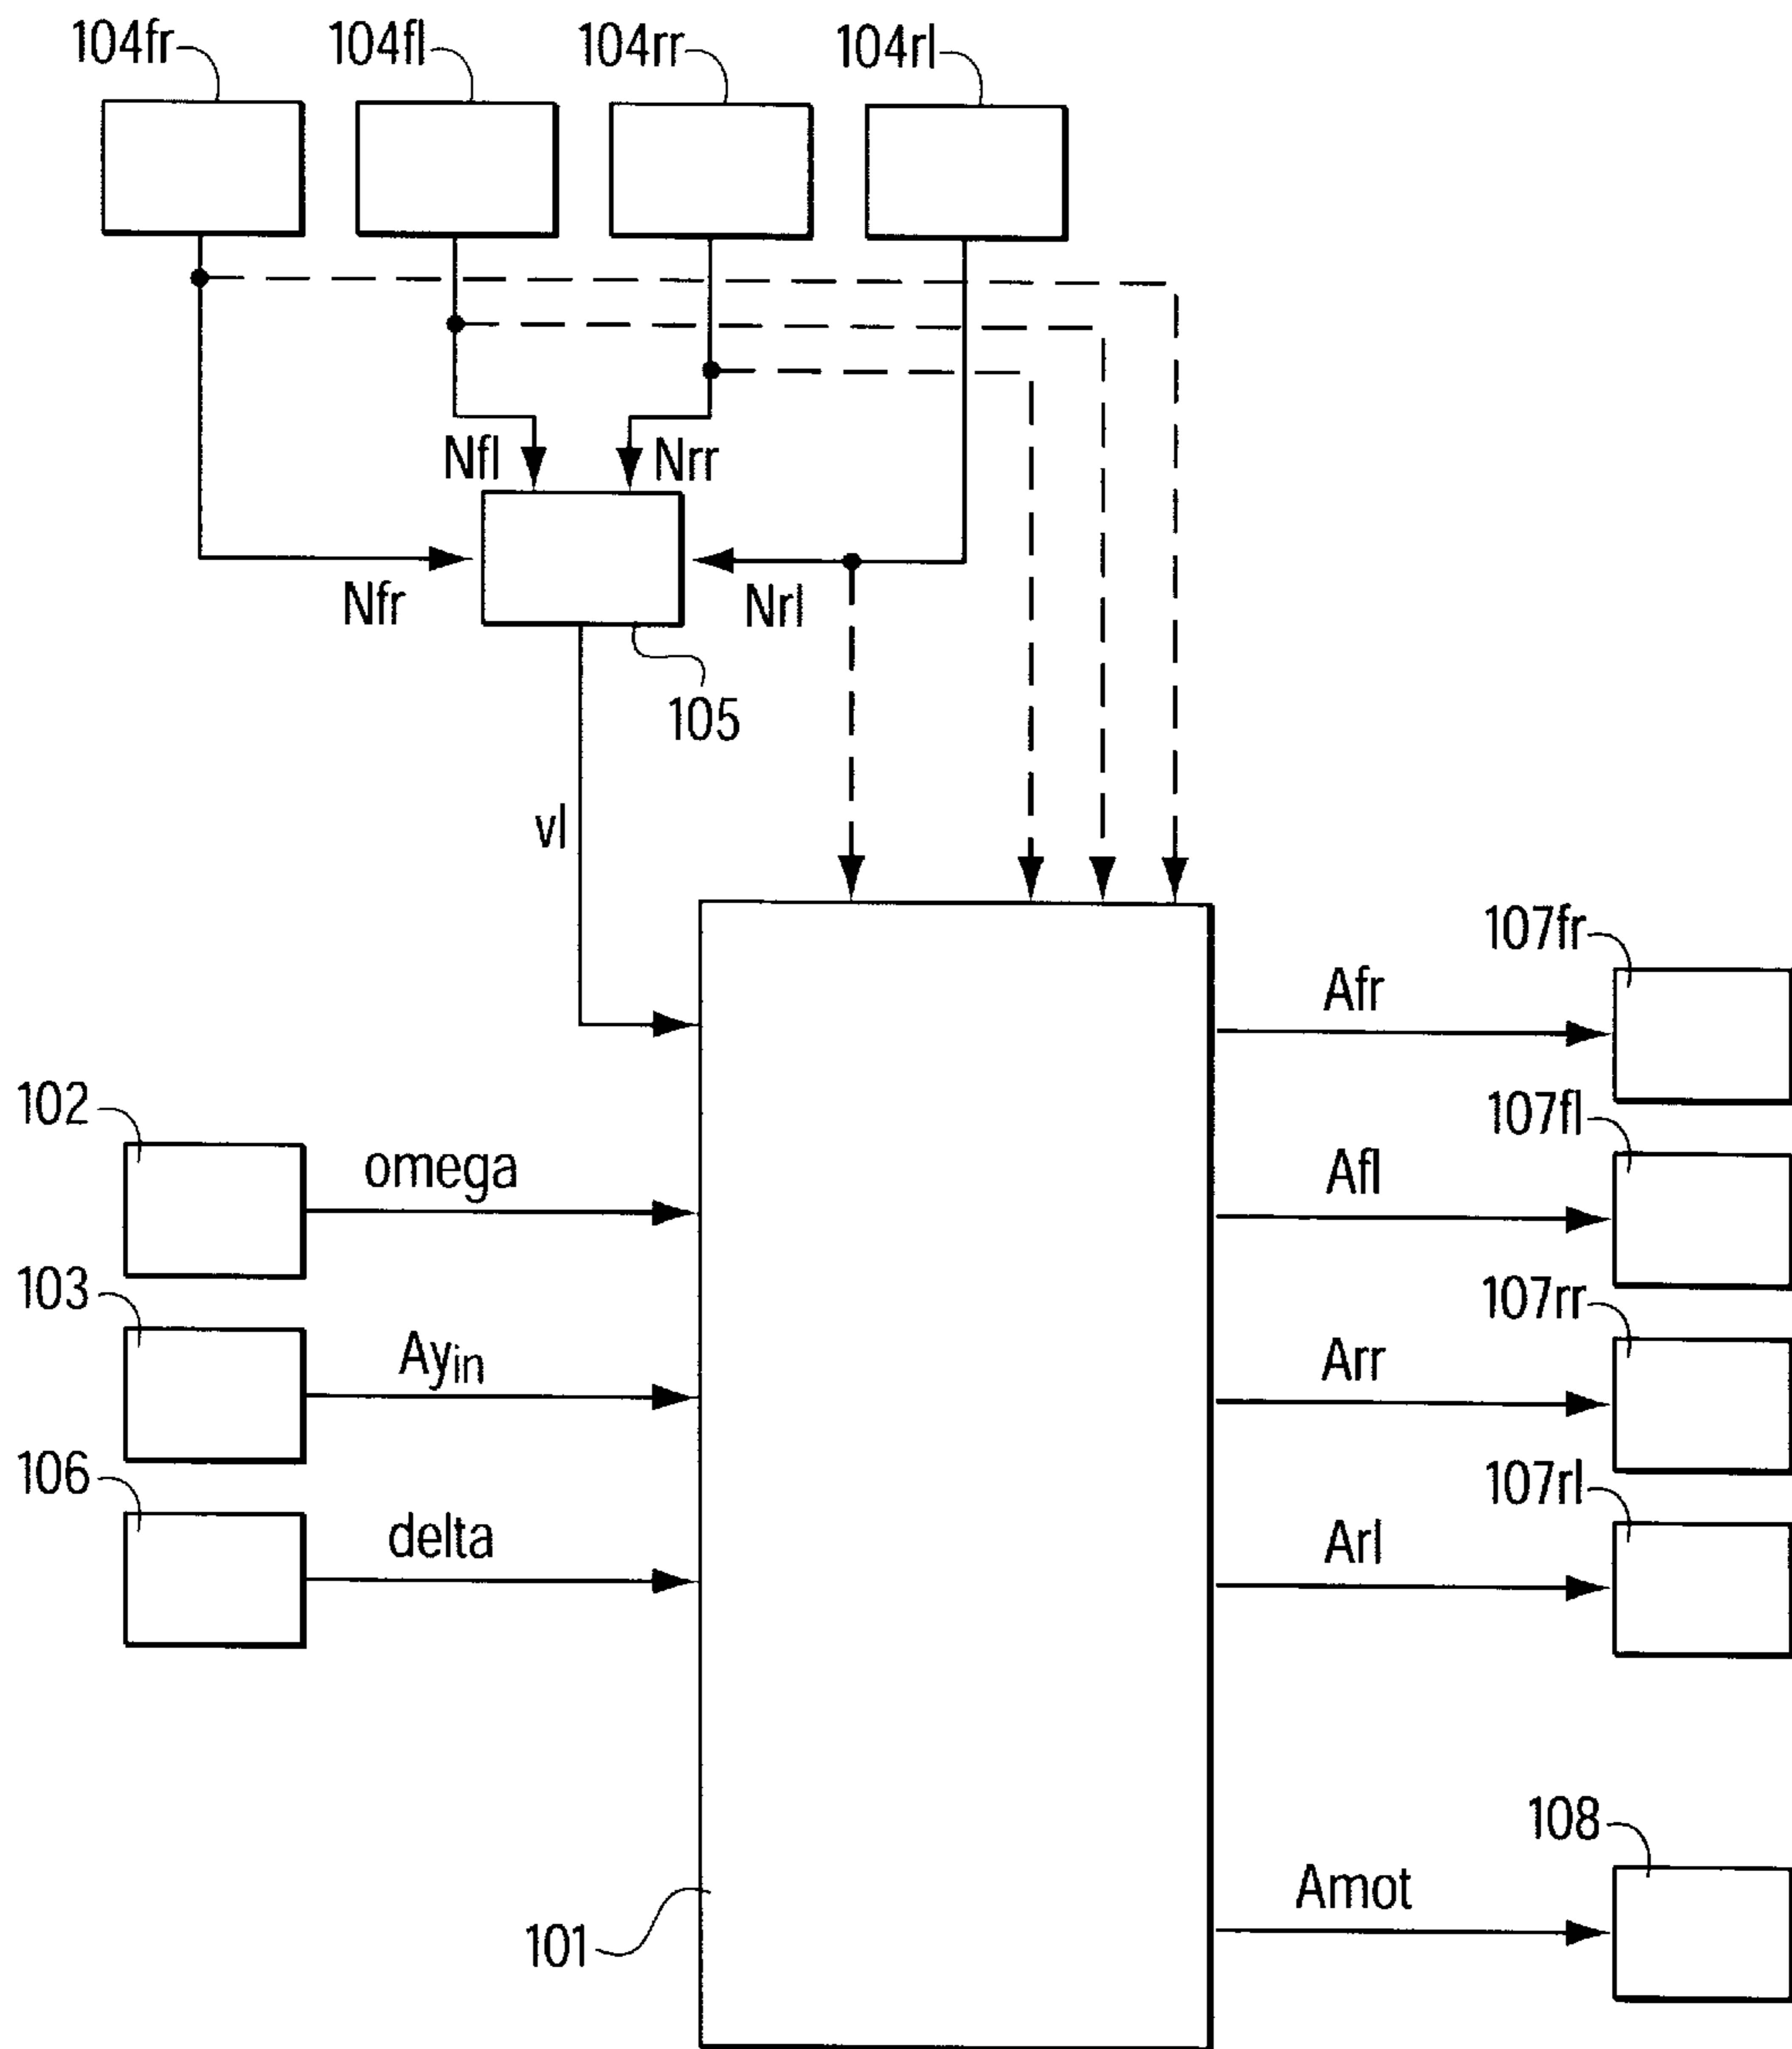 104fr 104fl 104rr 104rl
Nfl Nrr
Nfr Nrl
105
vl
107fr
Afr
102
omega
107fl
Afl
103
Ayin
107rr
Arr
106
delta
107rl
Arl
108
Amot
101